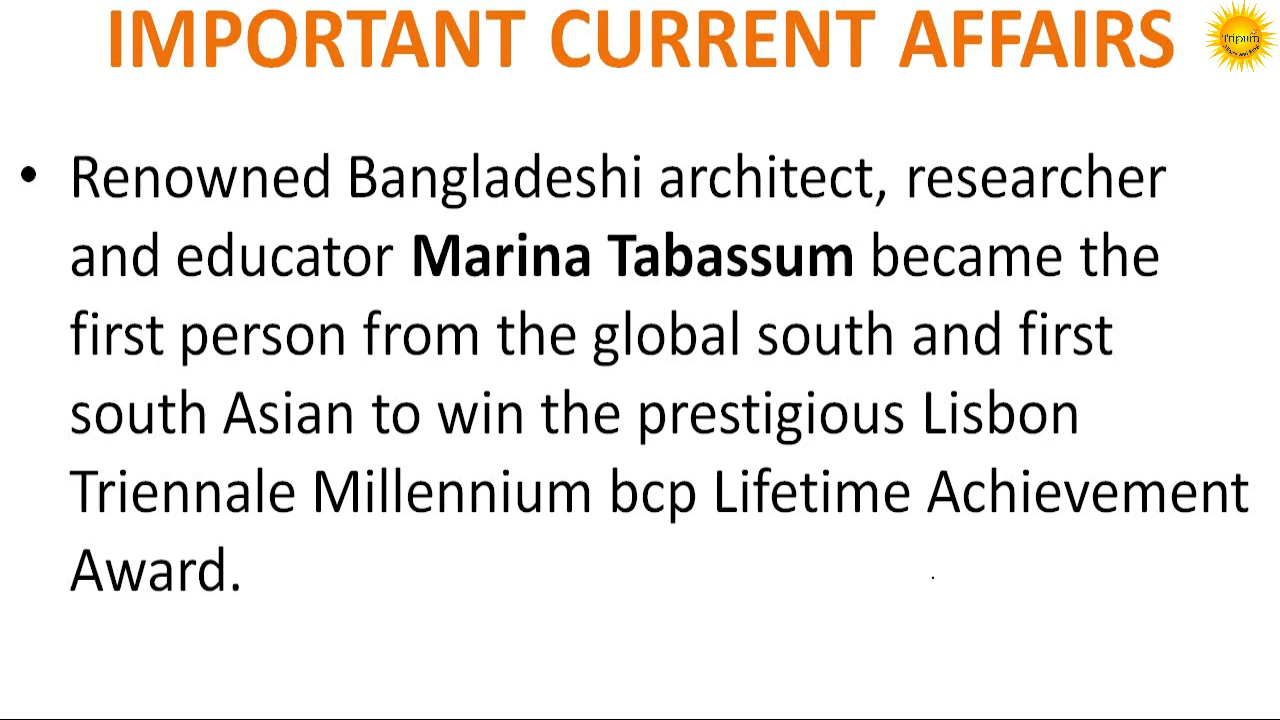 IMPORTANT CURRENT AFFAIRS
• Renowned Bangladeshi architect, researcher
and educator Marina Tabassum became the
first person from the global south and first
south Asian to win the prestigious Lisbon
Triennale Millennium bcp Lifetime Achievement
Award.